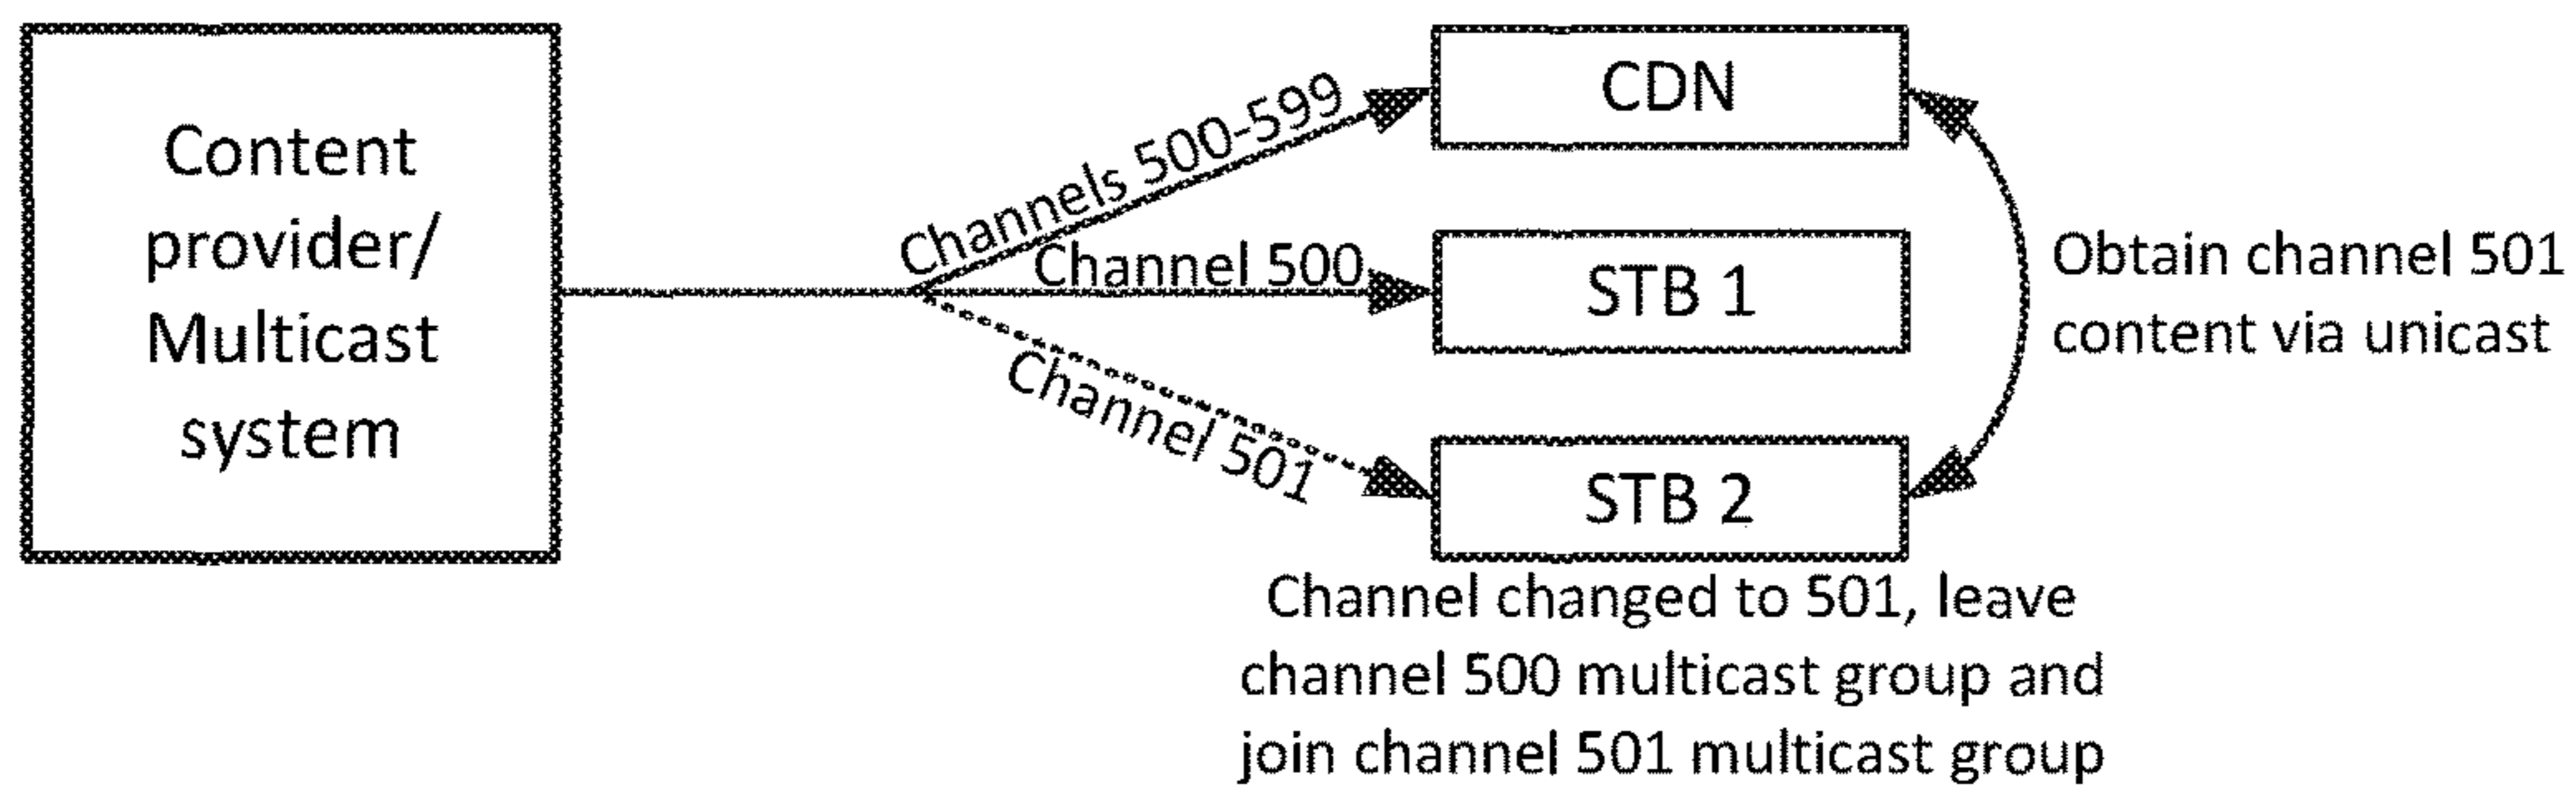 Content
provider/
Multicast
system
Channels 500-599
Channel 500
Channel 501
CDN
STB 1
STB 2
Obtain channel 501
content via unicast
Channel changed to 501, leave
channel 500 multicast group and
join channel 501 multicast group